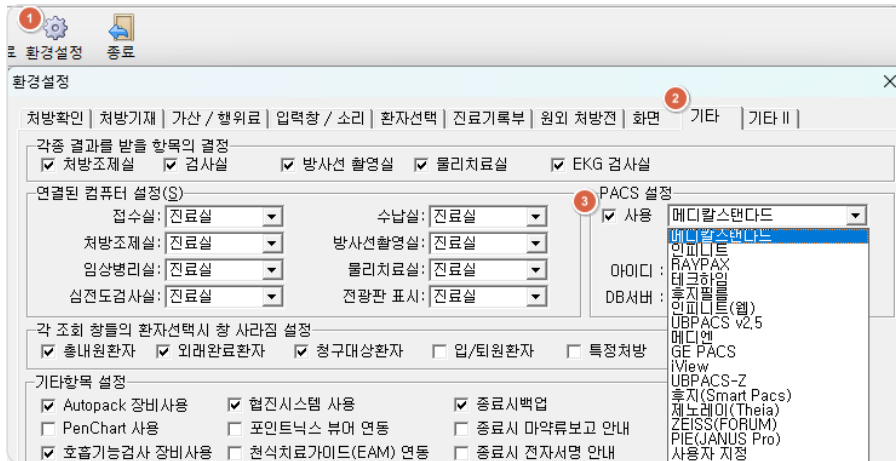 1
료 환경설정 종료
환경설정 ×
2
처방확인 처방기재 가산 / 행위료 입력창 / 소리 환자선택 진료기록부 원외 처방전 화면 기타 기타 II
각종 결과를 받을 항목의 결정
처방조제실 검사실 방사선 촬영실 물리치료실 EKG 검사실
연결된 컴퓨터 설정(S) PACS 설정
3
접수실: 진료실 수납실: 진료실 사용 메디칼스탠다드
처방조제실: 진료실 방사선촬영실: 진료실
임상병리실: 진료실 물리치료실: 진료실 아이디 :
심전도검사실: 진료실 전광판 표시: 진료실 DB서버 :
메디칼스탠다드
인피니트
RAYPAX
테크하임
후지필름
인피니트(웹)
UBPACS v2,5
메디엔
GE PACS
iView
UBPACS-Z
후지(Smart Pacs)
제노레이(Theia)
ZEISS(FORUM)
PIE(JANUS Pro)
사용자 지정
각 조회 창들의 환자선택시 창 사라짐 설정
총내원환자 외래완료환자 청구대상환자 입/퇴원환자 특정처방
기타항목 설정
Autopack 장비사용 협진시스템 사용 종료시백업
PenChart 사용 포인트닉스 뷰어 연동 종료시 마약류보고 안내
호흡기능검사 장비사용 천식치료가이드(EAM) 연동 종료시 전자서명 안내